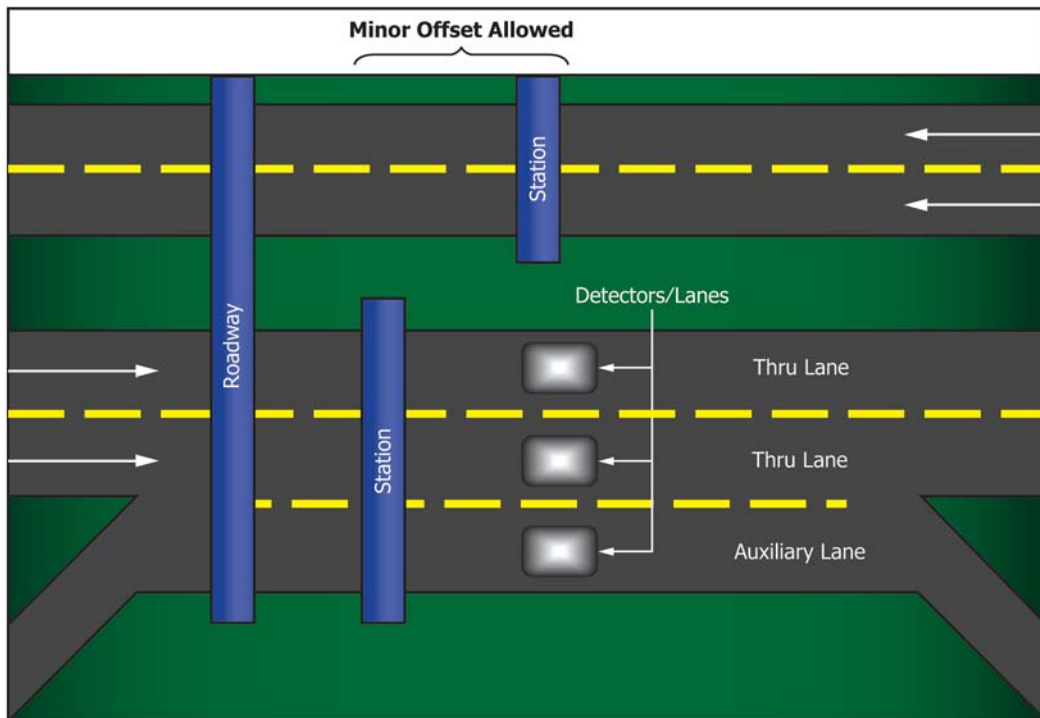 Minor Offset Allowed
Station
Detectors/Lanes
Roadway
Thru Lane
Station
Thru Lane
Auxiliary Lane